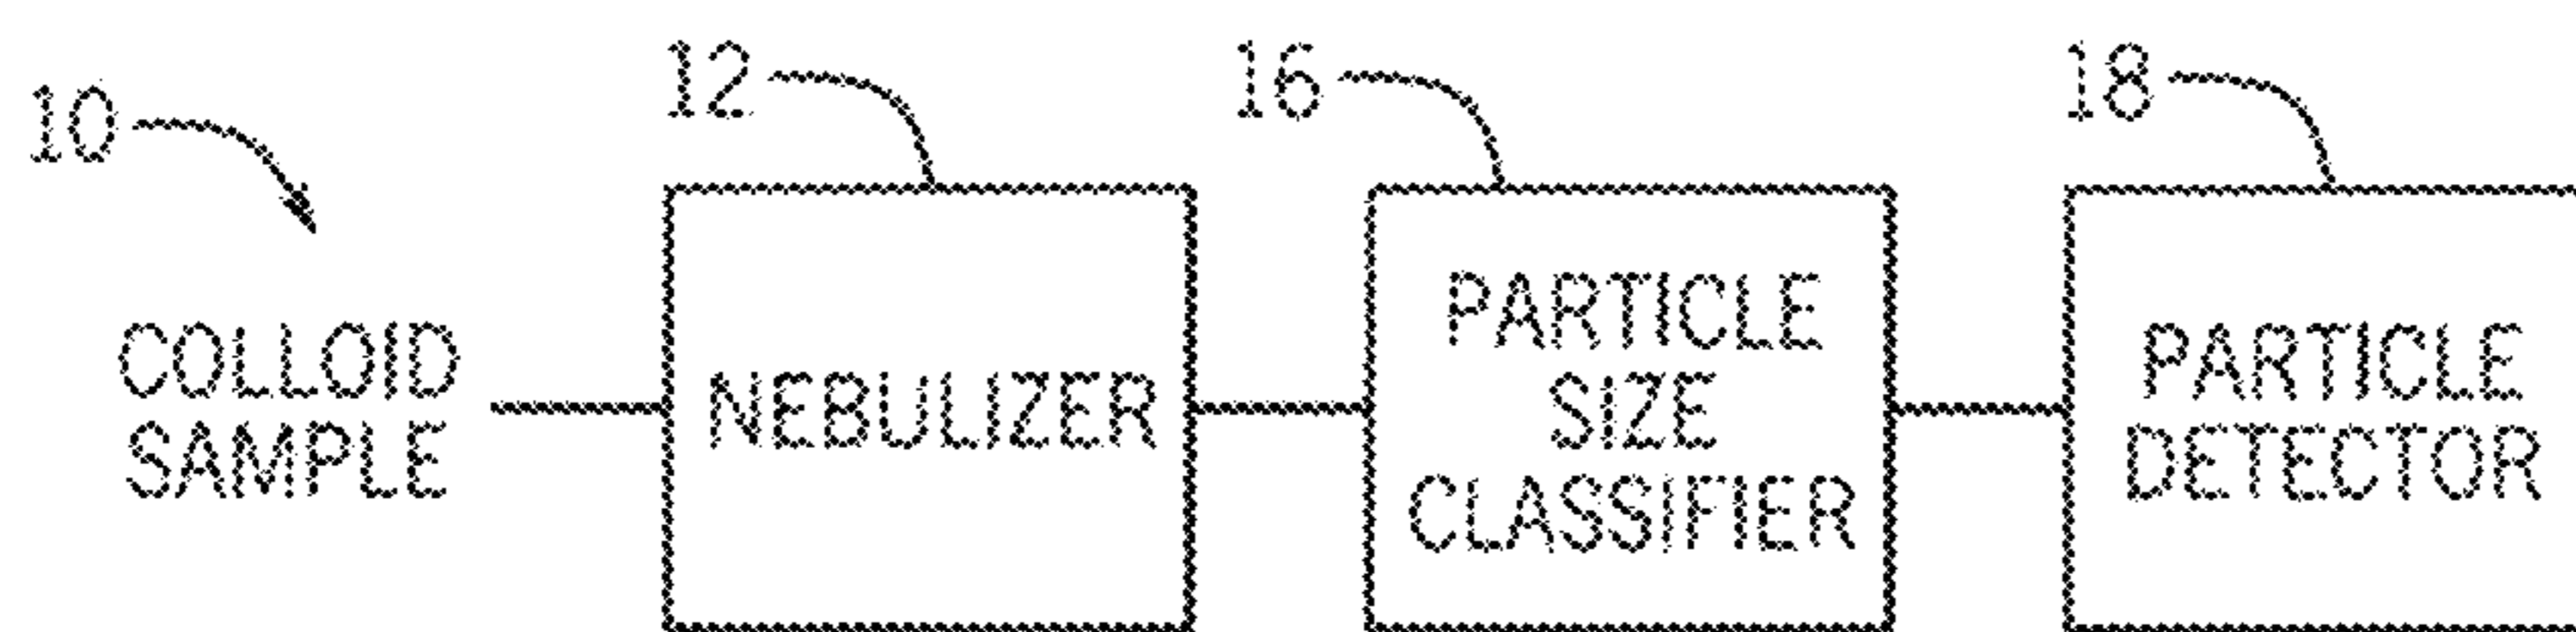 10
12
16
18
COLLOID
SAMPLE
NEBULIZER
PARTICLE
SIZE
CLASSIFIER
PARTICLE
DETECTOR